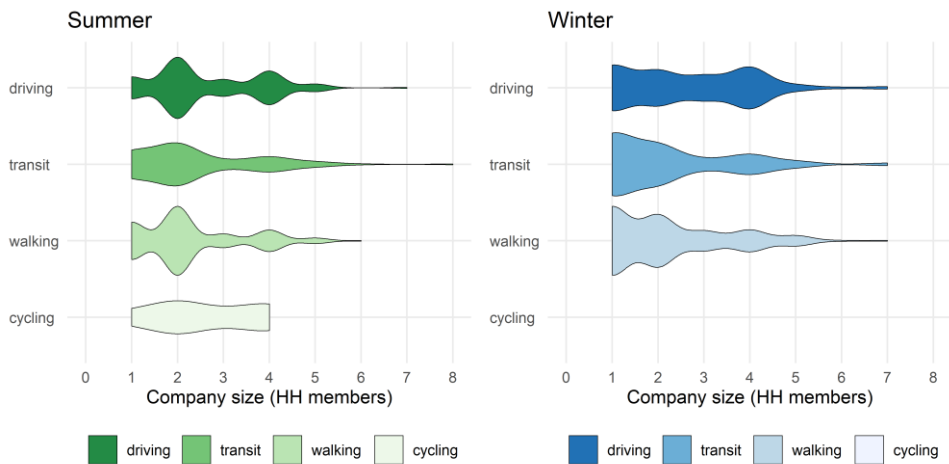 Summer
driving
transit
walking
cycling
0 1 2 3 4 5 6 7 8
Company size (HH members)
driving transit walking cycling
Winter
driving
transit
walking
cycling
0 1 2 3 4 5 6 7 8
Company size (HH members)
driving transit walking cycling